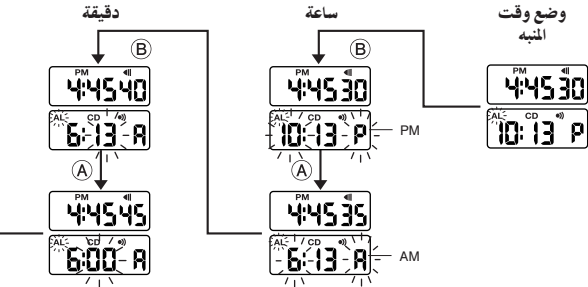 وضع وقت
المنبه
PM
4:45 30
AL CD
10:13 P
ساعة
B
PM
4:45 30
AL CD
10:13 P
PM
A
PM
4:45 35
AL CD
6:13 A
AM
دقيقة
B
PM
4:45 40
AL CD
6:13 A
A
PM
4:45 45
AL CD
6:00 A